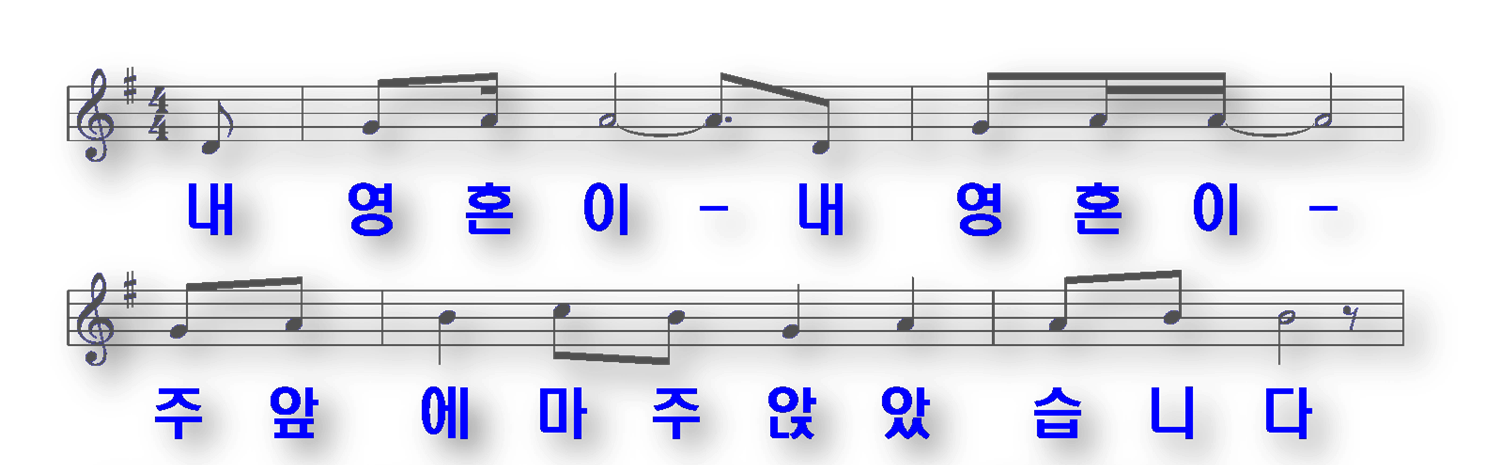 내 영 혼 이 - 내 영 혼 이 -
주 앞 에 마 주 앉 았 습 니 다